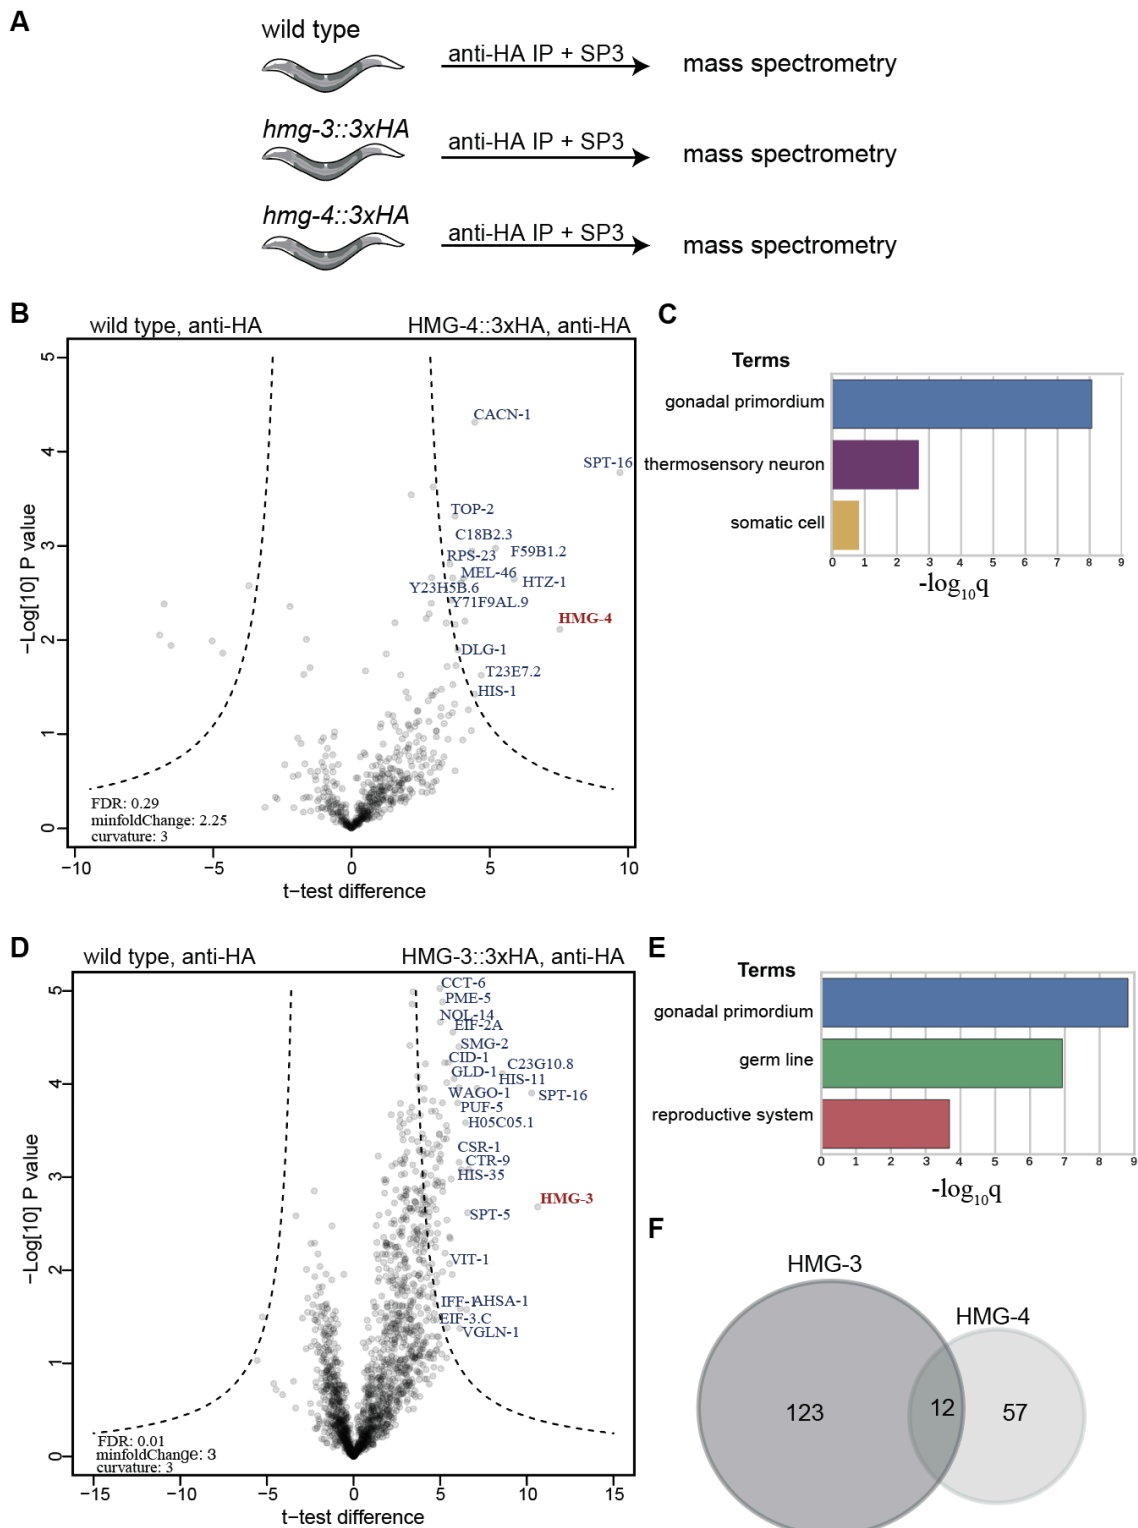 A
wild type
anti-HA IP + SP3
mass spectrometry
hmg-3::3xHA
anti-HA IP + SP3
mass spectrometry
hmg-4::3xHA
anti-HA IP + SP3
mass spectrometry
B
wild type, anti-HA
HMG-4::3xHA, anti-HA
−Log[10] P value
5
4
3
2
1
0
CACN-1
SPT-16
TOP-2
C18B2.3
RPS-23
F59B1.2
MEL-46
HTZ-1
Y23H5B.6
Y71F9AL.9
HMG-4
DLG-1
T23E7.2
HIS-1
FDR: 0.29
minfoldChange: 2.25
curvature: 3
−10 −5 0 5 10
t−test difference
C
Terms
gonadal primordium
thermosensory neuron
somatic cell
0 1 2 3 4 5 6 7 8 9
-log10q
D
wild type, anti-HA
HMG-3::3xHA, anti-HA
−Log[10] P value
5
4
3
2
1
0
CCT-6
PME-5
NOL-14
EIF-2A
SMG-2
CID-1
C23G10.8
GLD-1
HIS-11
WAGO-1
SPT-16
PUF-5
H05C05.1
CSR-1
CTR-9
HIS-35
HMG-3
SPT-5
VIT-1
IFF-1
AHSA-1
EIF-3.C
VGLN-1
FDR: 0.01
minfoldChange: 3
curvature: 3
−15 −10 −5 0 5 10 15
t−test difference
E
Terms
gonadal primordium
germ line
reproductive system
0 1 2 3 4 5 6 7 8 9
-log10q
F
HMG-3
HMG-4
123
12
57